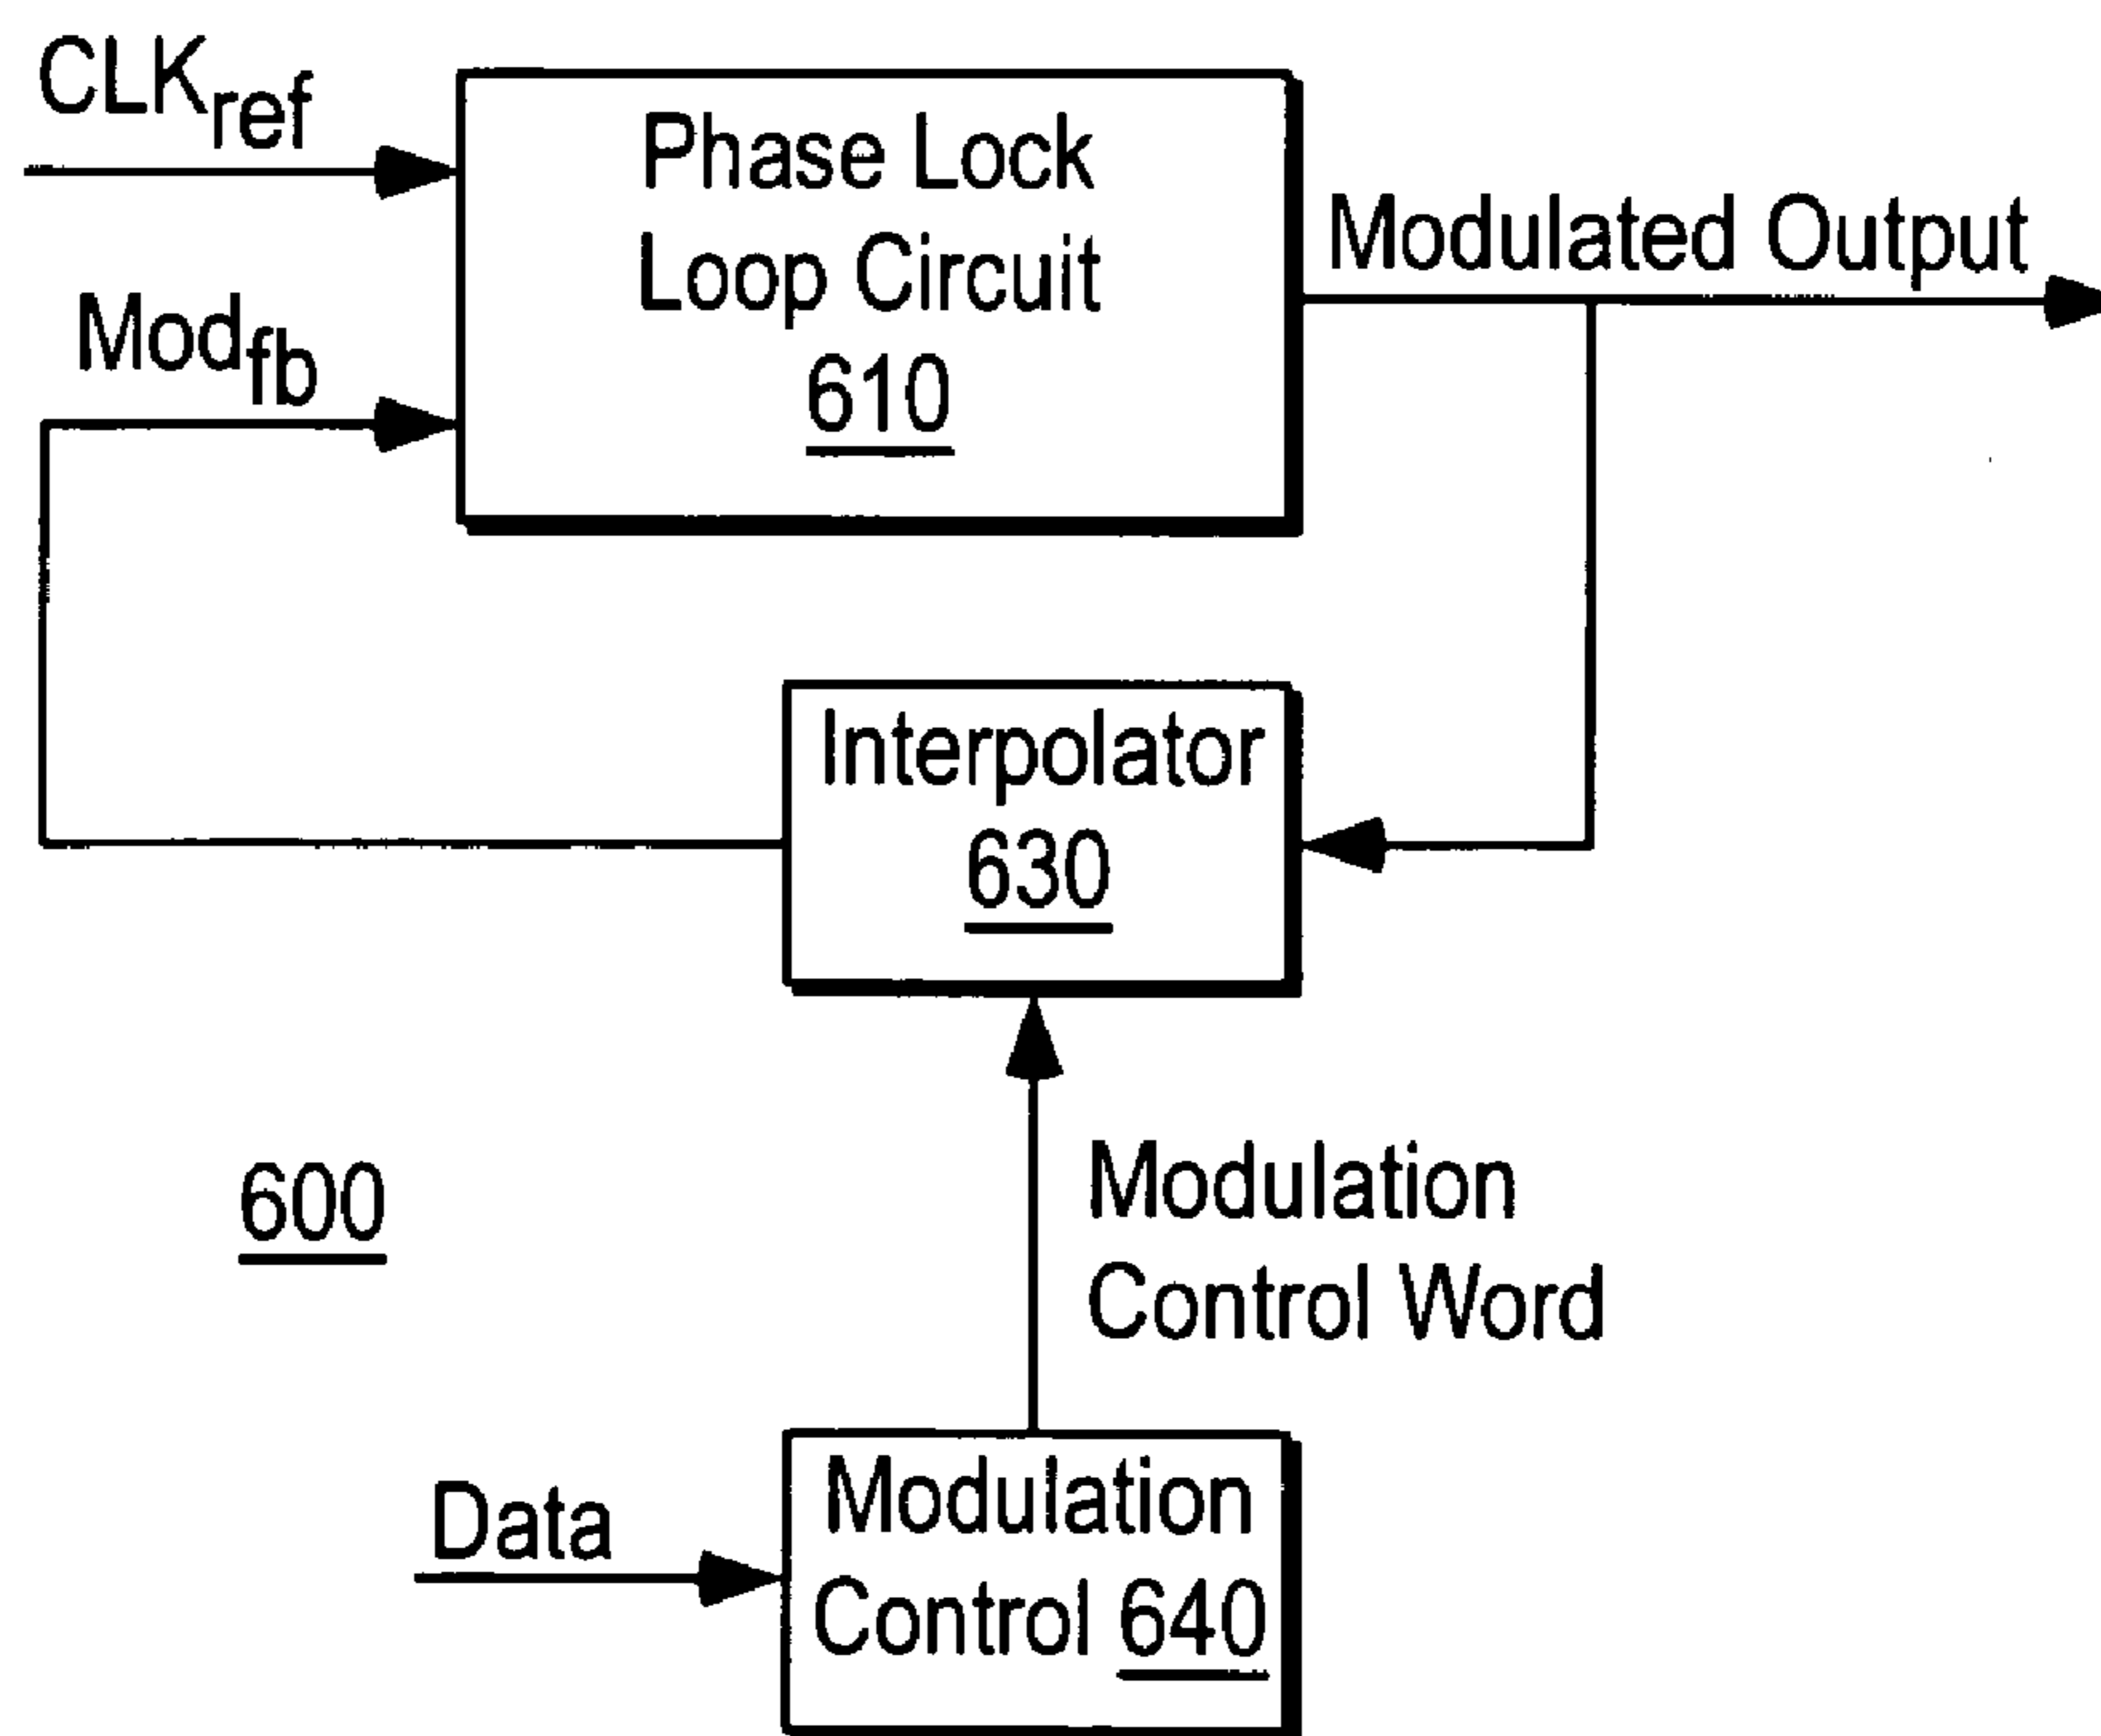 CLKref
Phase Lock
Loop Circuit
610
Modulated Output
Modfb
Interpolator
630
600
Modulation
Control Word
Data
Modulation
Control 640